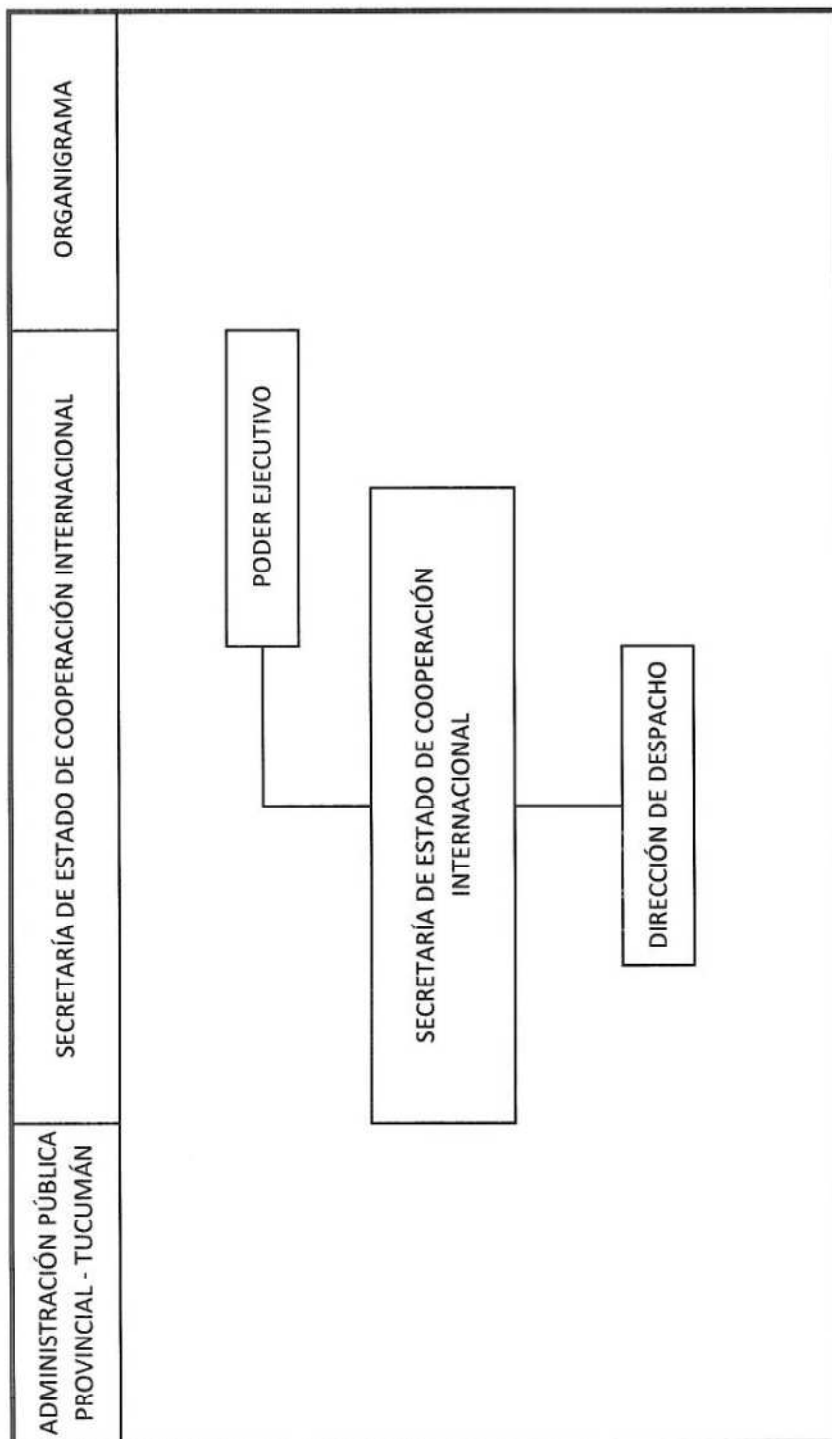 ADMINISTRACIÓN PÚBLICA
PROVINCIAL - TUCUMÁN
SECRETARÍA DE ESTADO DE COOPERACIÓN INTERNACIONAL
ORGANIGRAMA
PODER EJECUTIVO
SECRETARÍA DE ESTADO DE COOPERACIÓN
INTERNACIONAL
DIRECCIÓN DE DESPACHO